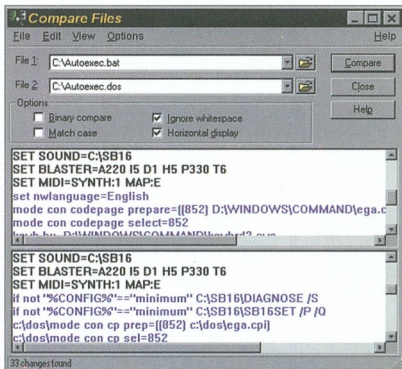 Compare Files
File Edit View Options Help
File 1: C:\Autoexec.bat Compare
File 2: C:\Autoexec.dos Close
Options Help
Binary compare Ignore whitespace
Match case Horizontal display
SET SOUND=C:\SB16
SET BLASTER=A220 I5 D1 H5 P330 T6
SET MIDI=SYNTH:1 MAP:E
set nwlanguage=English
mode con codepage prepare=((852) D:\WINDOWS\COMMAND\ega.c
mode con codepage select=852
SET SOUND=C:\SB16
SET BLASTER=A220 I5 D1 H5 P330 T6
SET MIDI=SYNTH:1 MAP:E
if not "%CONFIG%"=="minimum" C:\SB16\DIAGNOSE /S
if not "%CONFIG%"=="minimum" C:\SB16\SB16SET /P /Q
c:\dos\mode con cp prep=((852) c:\dos\ega.cpi)
c:\dos\mode con cp sel=852
33 changes found